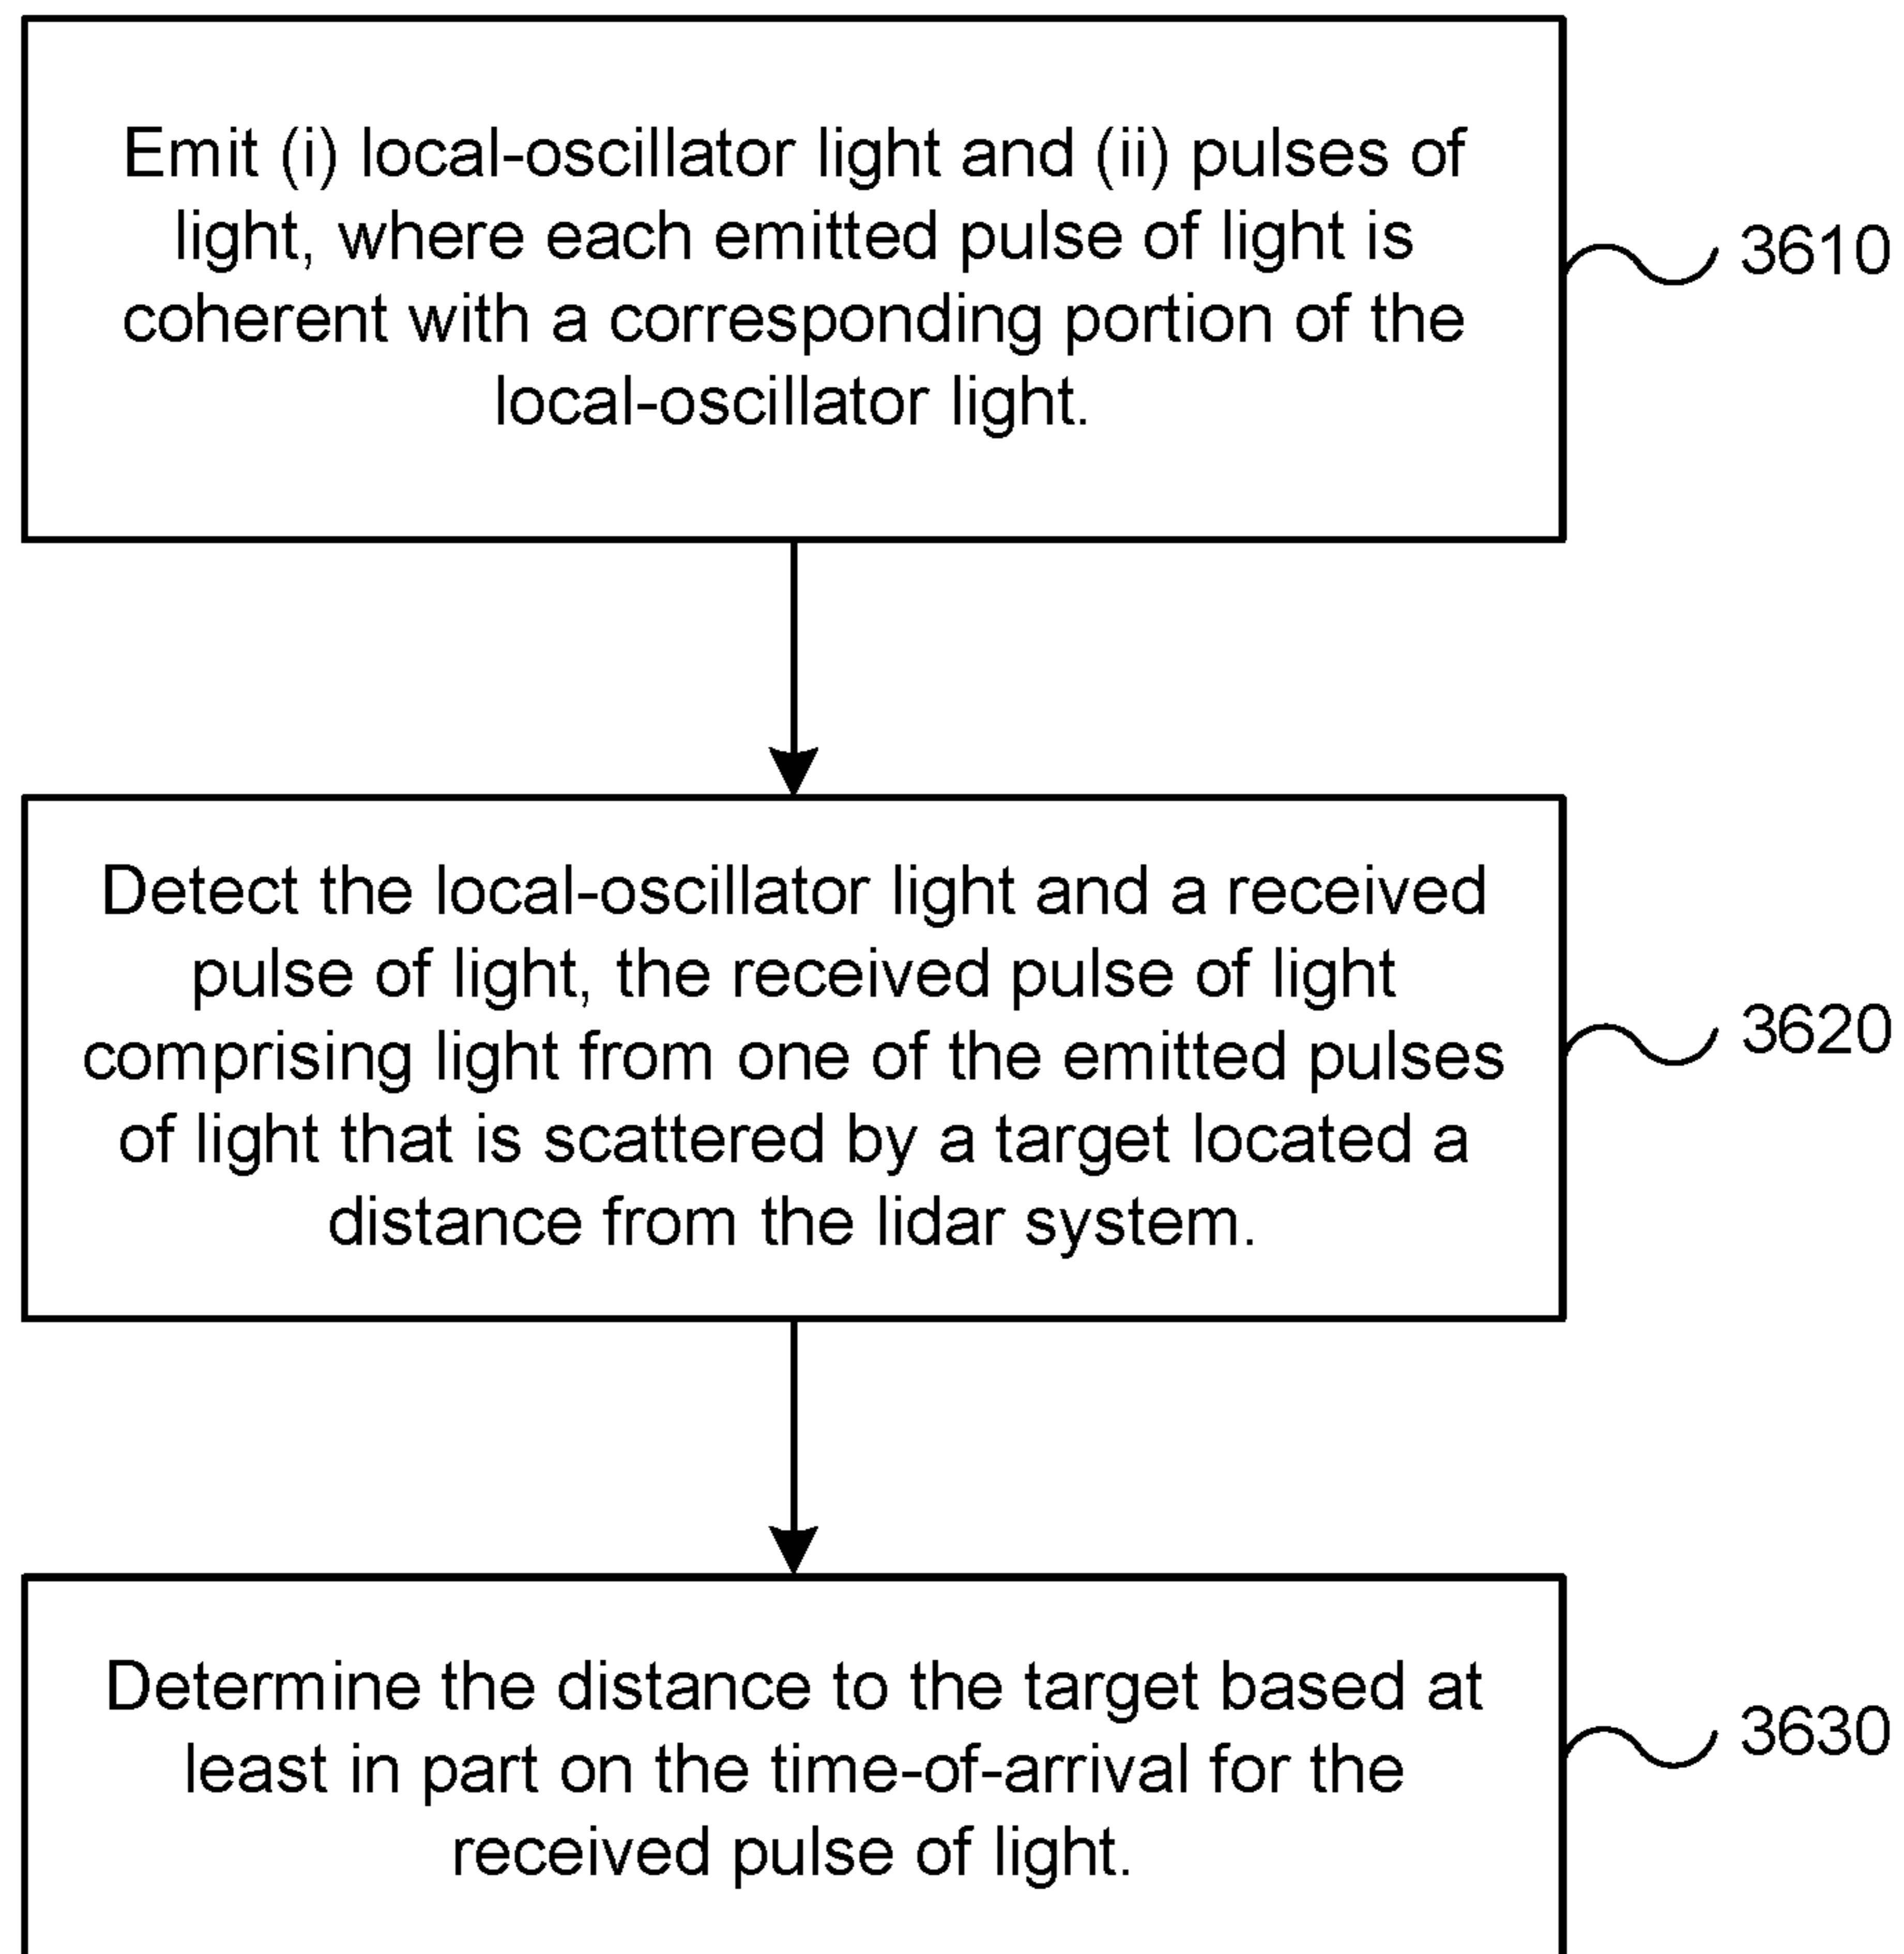 Emit (i) local-oscillator light and (ii) pulses of
light, where each emitted pulse of light is
coherent with a corresponding portion of the
local-oscillator light.
3610
Detect the local-oscillator light and a received
pulse of light, the received pulse of light
comprising light from one of the emitted pulses
of light that is scattered by a target located a
distance from the lidar system.
3620
Determine the distance to the target based at
least in part on the time-of-arrival for the
received pulse of light.
3630